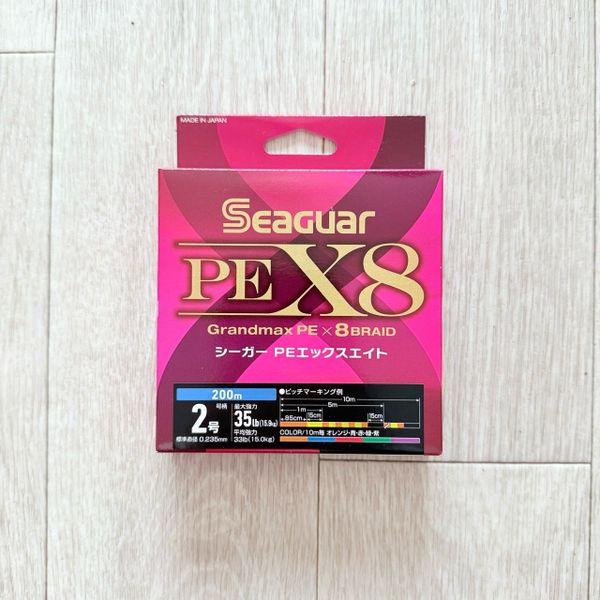 MADE IN JAPAN
Seaguar
PE X8
Grandmax PE×8BRAID
シーガー PEエックスエイト
200m
号柄 2号
標準直径 0.235mm
最大強力
35Lb(15.9kg)
平均強力
33lb(15.0kg)
●ピッチマーキング例
10m
5m
1m
85cm
15cm
15cm
COLOR/10m毎 オレンジ・青・赤・緑・紫